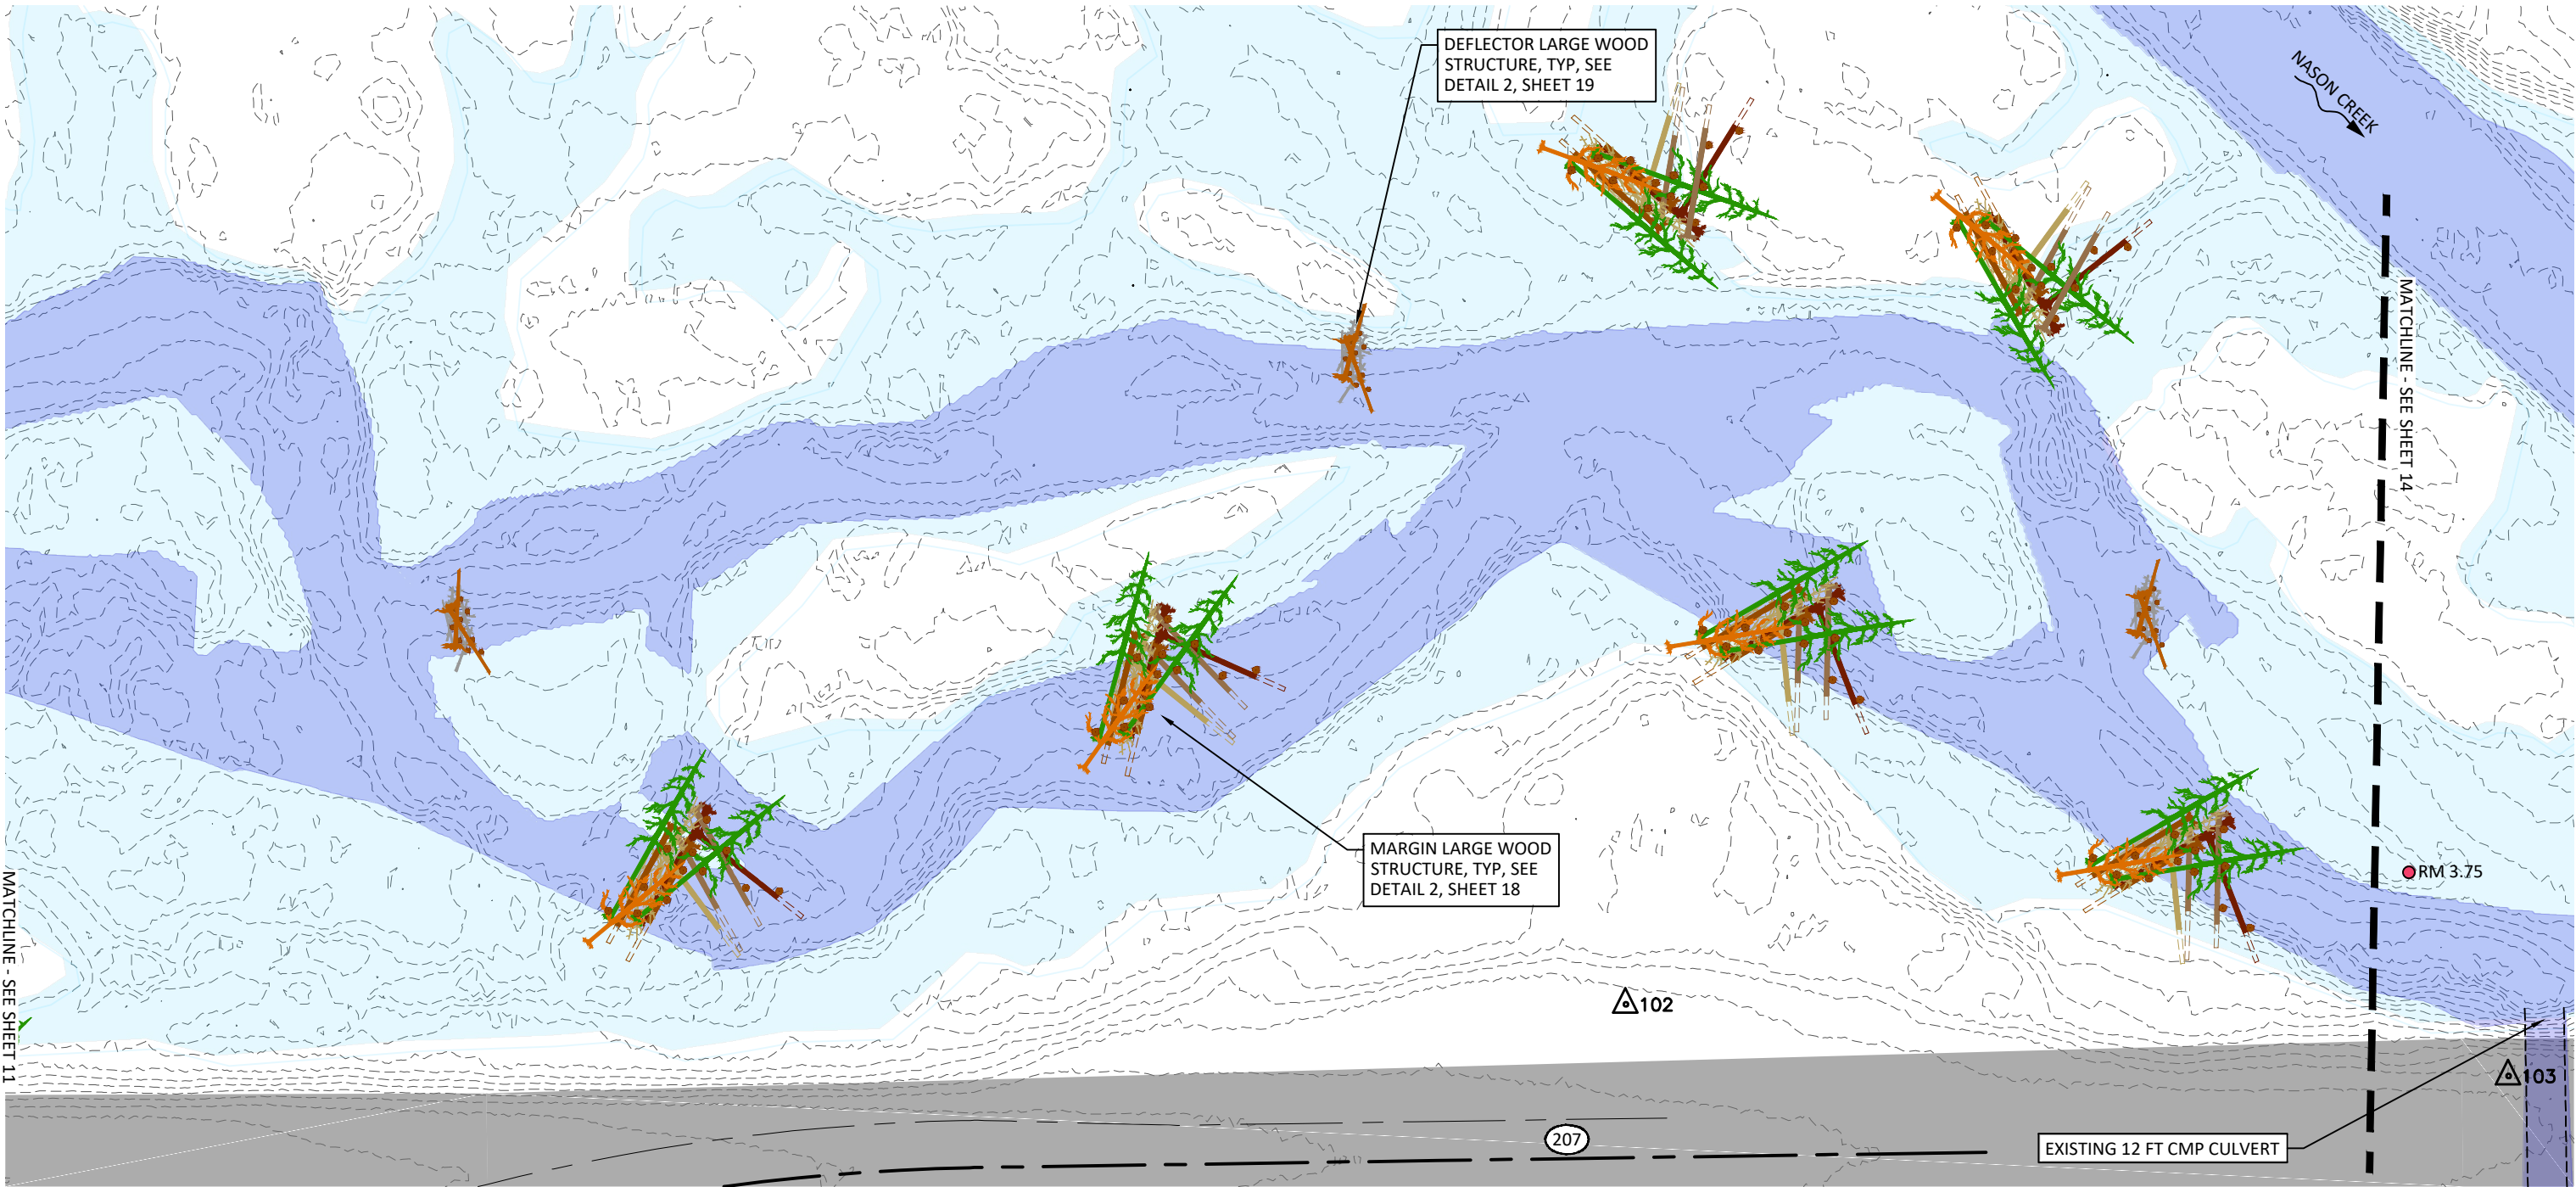 DEFLECTOR LARGE WOOD
STRUCTURE, TYP, SEE
DETAIL 2, SHEET 19
NASON CREEK
MATCHLINE - SEE SHEET 14
MARGIN LARGE WOOD
STRUCTURE, TYP, SEE
DETAIL 2, SHEET 18
RM 3.75
MATCHLINE - SEE SHEET 11
102
103
207
EXISTING 12 FT CMP CULVERT